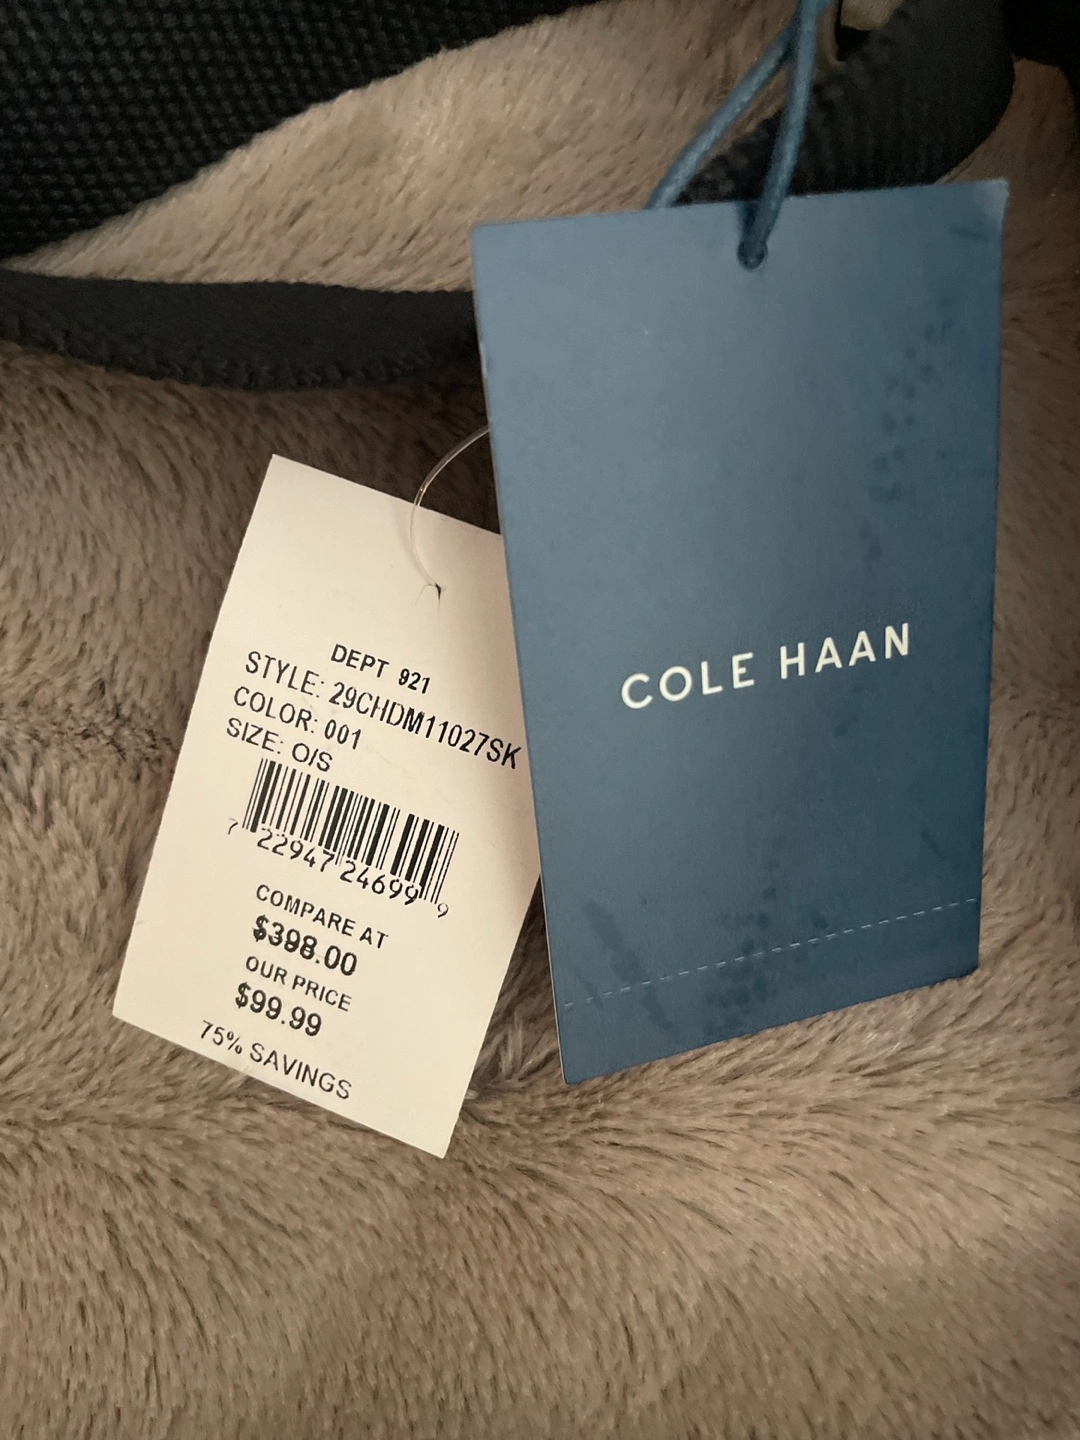 DEPT 921
STYLE: 29CHDM11027SK
COLOR: 001
SIZE: O/S
7 22947 24699 9
COMPARE AT
$398.00
OUR PRICE
$99.99
75% SAVINGS
COLE HAAN